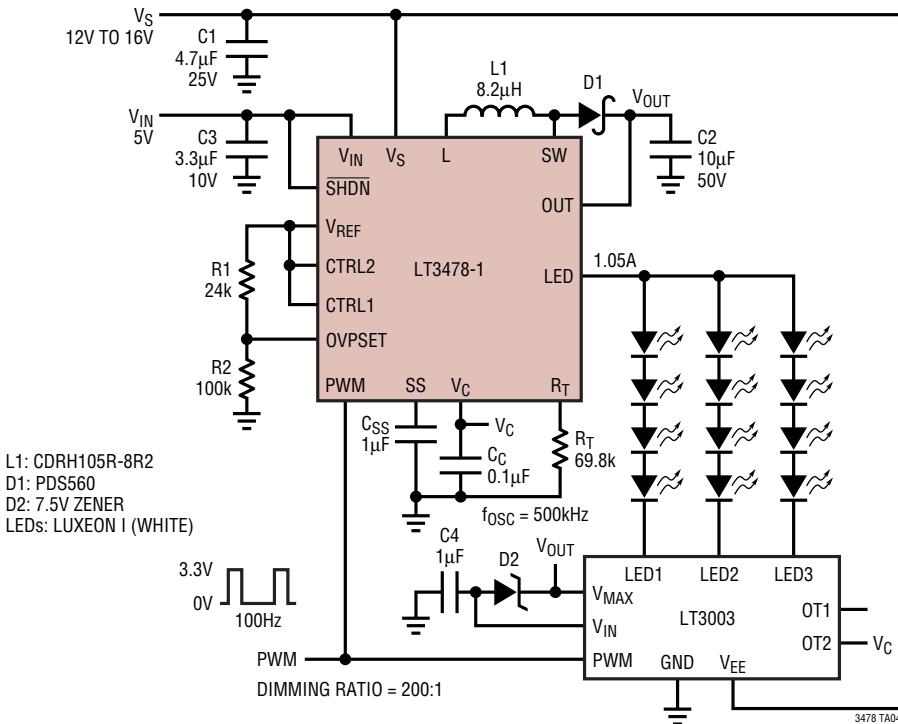 VS
12V TO 16V
C1
4.7µF
25V
L1
8.2µH
D1
VOUT
VIN
5V
C3
3.3µF
10V
C2
10µF
50V
VIN
VS
L
SW
SHDN
OUT
VREF
CTRL2
LT3478-1
LED
1.05A
R1
24k
CTRL1
OVPSET
R2
100k
PWM
SS
VC
RT
CSS
1µF
VC
CC
0.1µF
RT
69.8k
L1: CDRH105R-8R2
D1: PDS560
D2: 7.5V ZENER
LEDs: LUXEON I (WHITE)
fOSC = 500kHz
C4
1µF
D2
VOUT
3.3V
0V
100Hz
LED1
LED2
LED3
VMAX
OT1
VIN
LT3003
OT2
VC
PWM
PWM
GND
VEE
DIMMING RATIO = 200:1